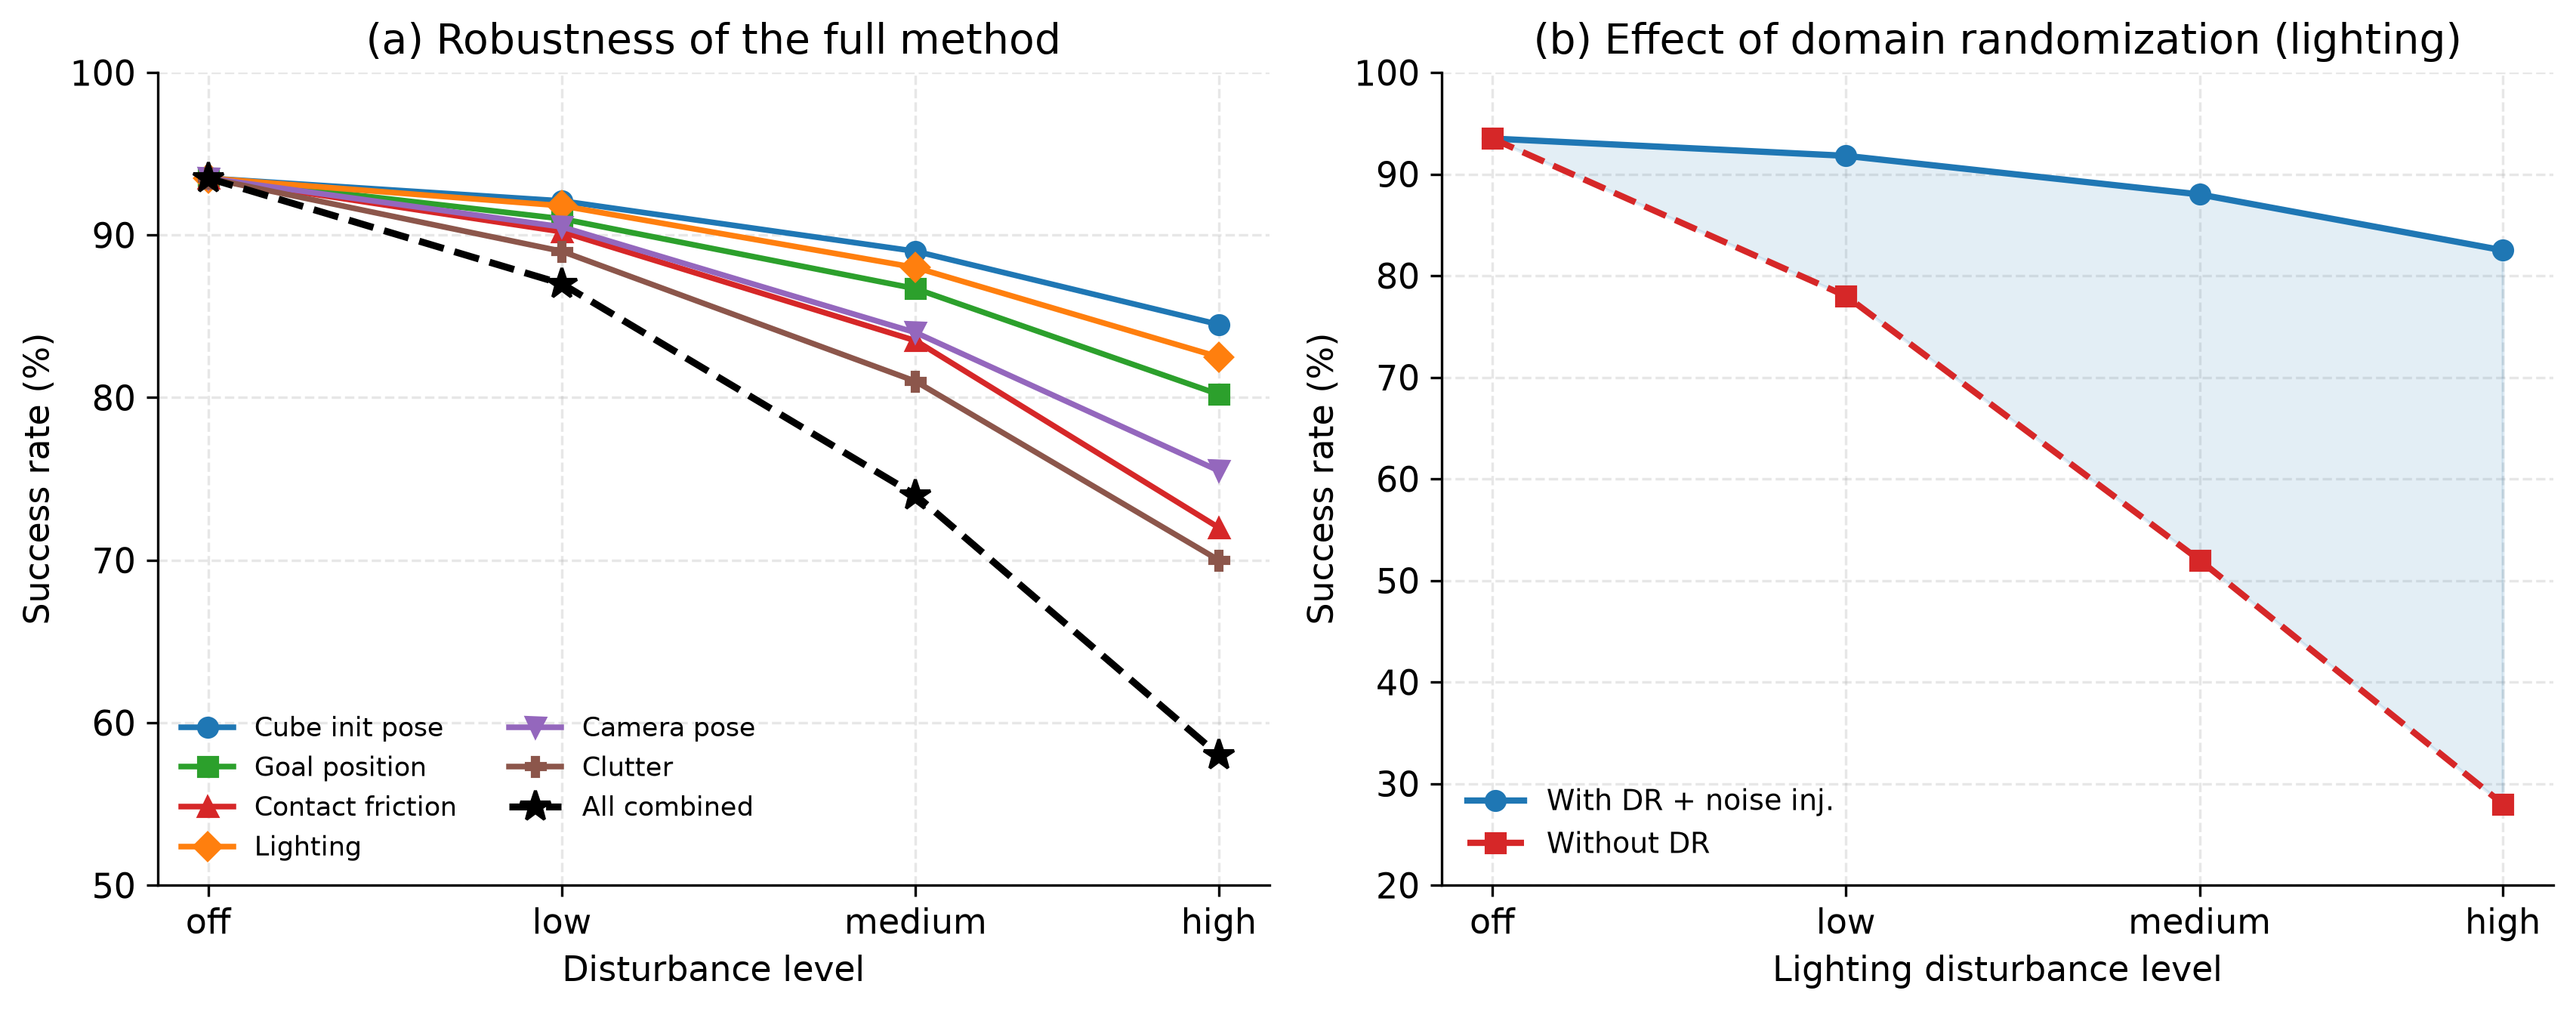 (a) Robustness of the full method
100
90
80
70
60
50
Success rate (%)
Cube init pose
Goal position
Contact friction
Lighting
Camera pose
Clutter
All combined
off low medium high
Disturbance level
(b) Effect of domain randomization (lighting)
100
90
80
70
60
50
40
30
20
Success rate (%)
With DR + noise inj.
Without DR
off low medium high
Lighting disturbance level